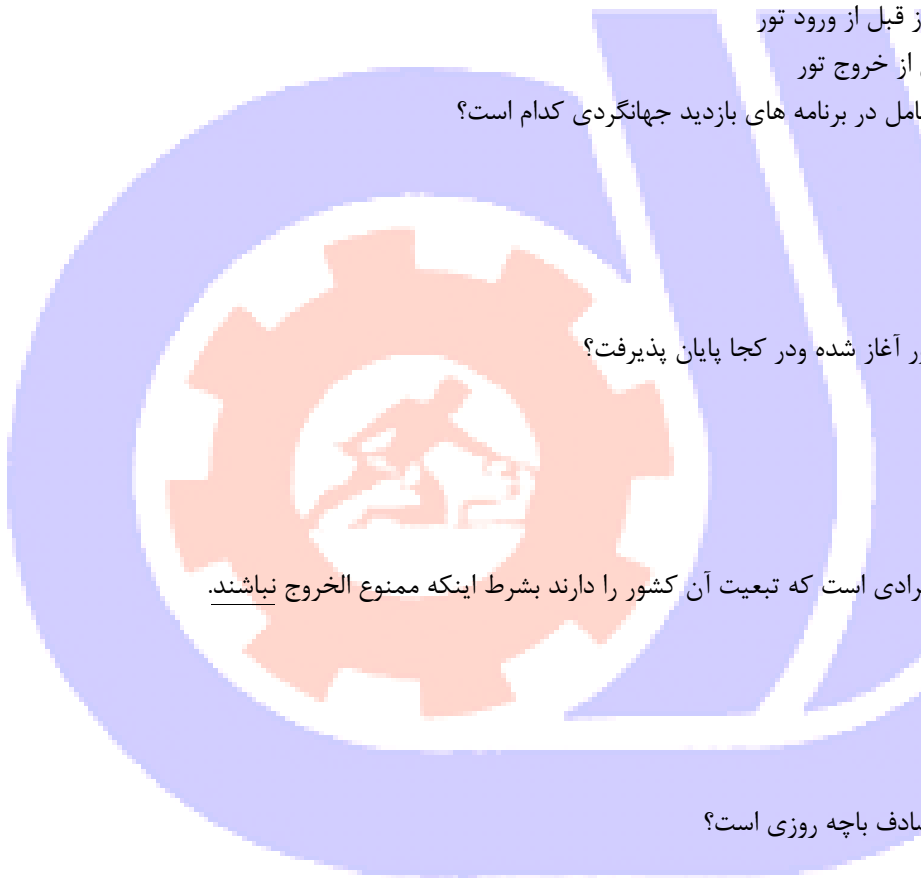 ز قبل از ورود تور
از خروج تور
امل در برنامه های بازدید جهانگردی کدام است؟
ر آغاز شده ودر کجا پایان پذیرفت؟
رادی است که تبعیت آن کشور را دارند بشرط اینکه ممنوع الخروج نباشند.
ادف باچه روزی است؟